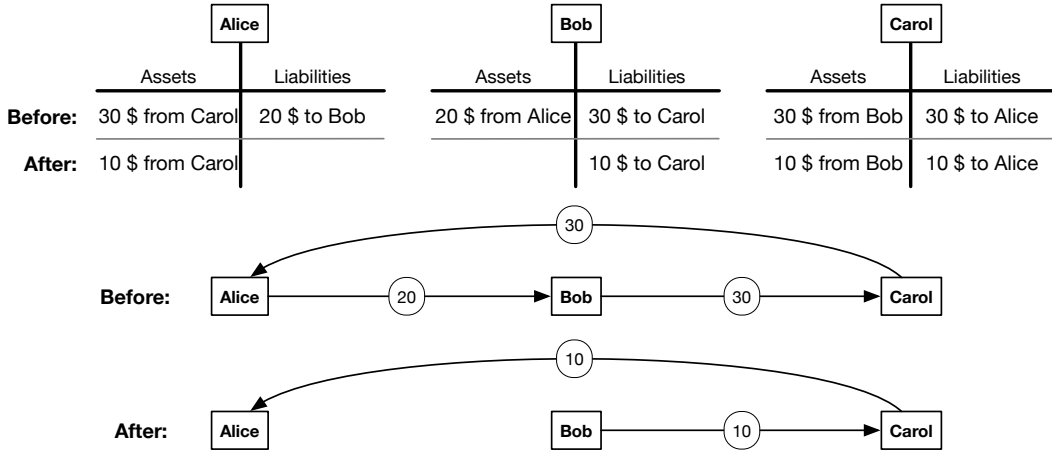 Alice Bob Carol
Assets Liabilities Assets Liabilities Assets Liabilities
Before: 30 $ from Carol 20 $ to Bob 20 $ from Alice 30 $ to Carol 30 $ from Bob 30 $ to Alice
After: 10 $ from Carol 10 $ to Carol 10 $ from Bob 10 $ to Alice
30
Before: Alice 20 Bob 30 Carol
10
After: Alice Bob 10 Carol